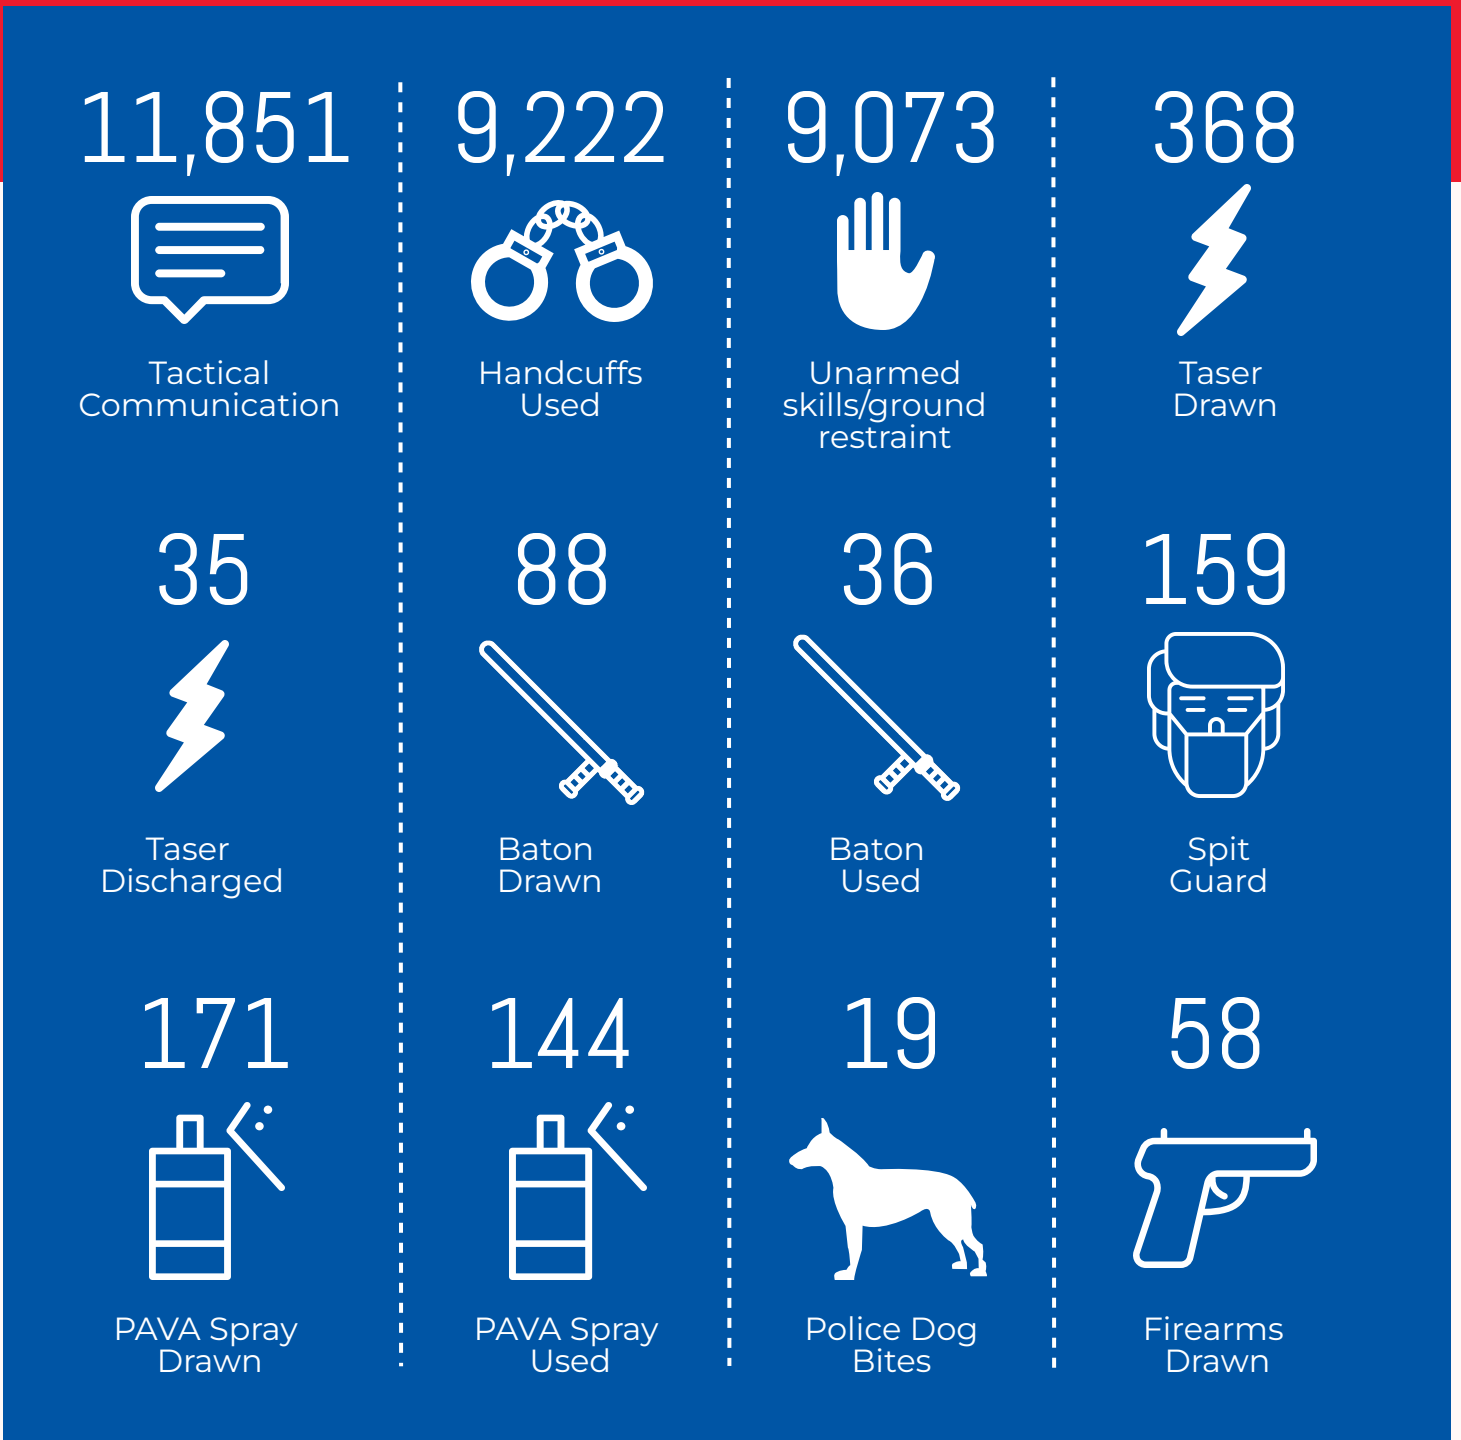 11,851
Tactical
Communication
9,222
Handcuffs
Used
9,073
Unarmed
skills/ground
restraint
368
Taser
Drawn
35
Taser
Discharged
88
Baton
Drawn
36
Baton
Used
159
Spit
Guard
171
PAVA Spray
Drawn
144
PAVA Spray
Used
19
Police Dog
Bites
58
Firearms
Drawn